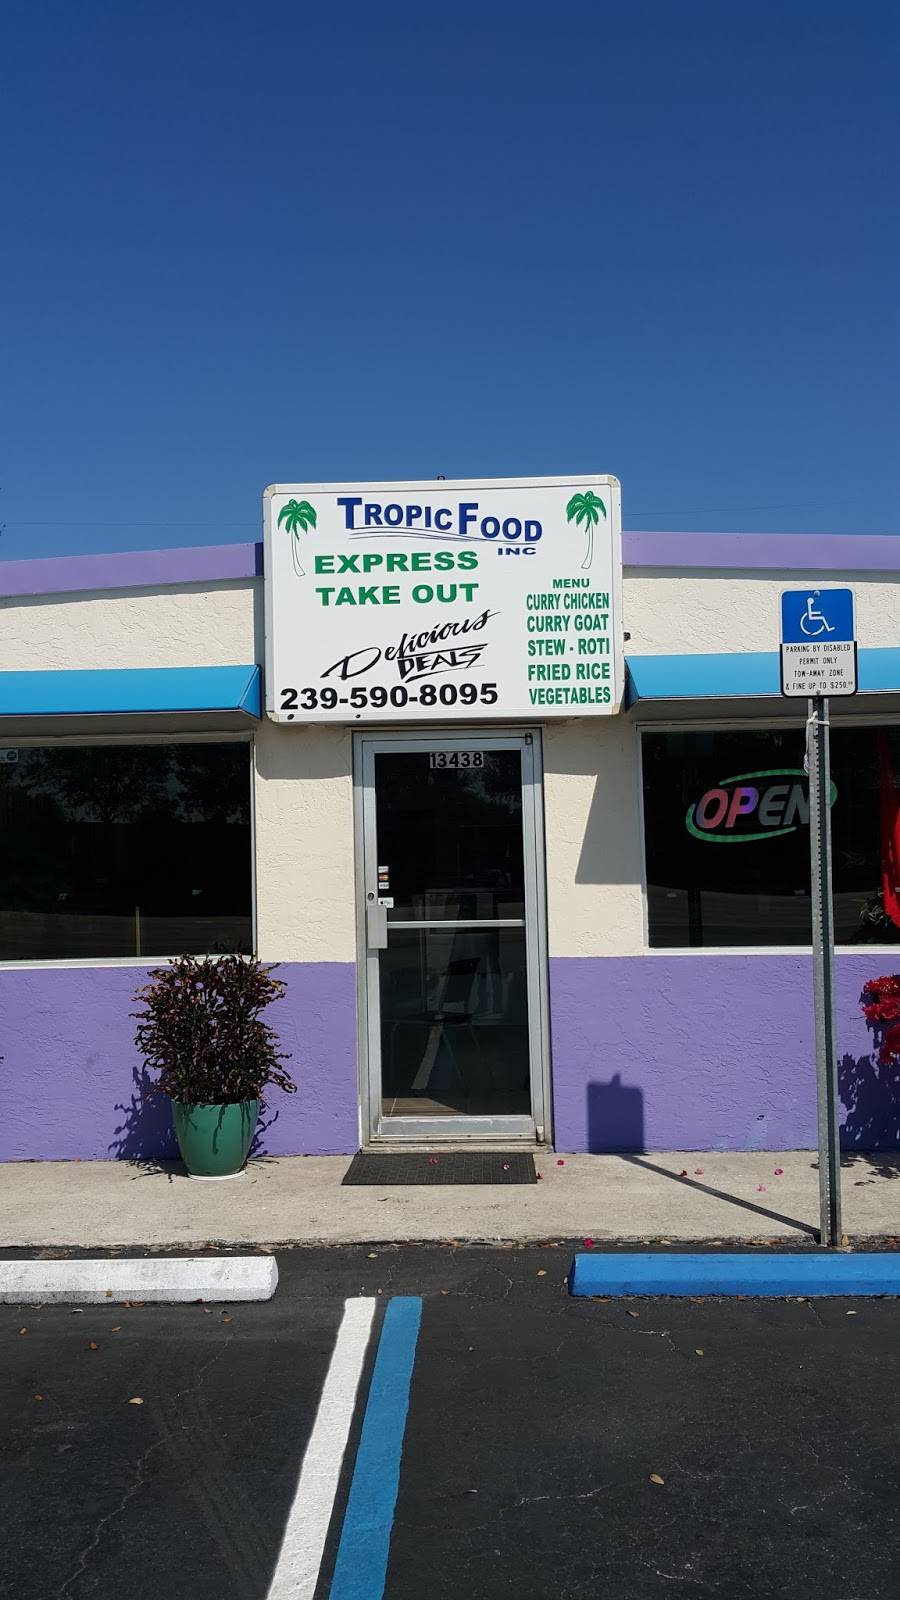 TROPIC FOOD
INC
EXPRESS
TAKE OUT
Delicious
DEALS
239-590-8095
MENU
CURRY CHICKEN
CURRY GOAT
STEW - ROTI
FRIED RICE
VEGETABLES
PARKING BY DISABLED
PERMIT ONLY
TOW-AWAY ZONE
& FINE UP TO $250.00
13438
OPEN